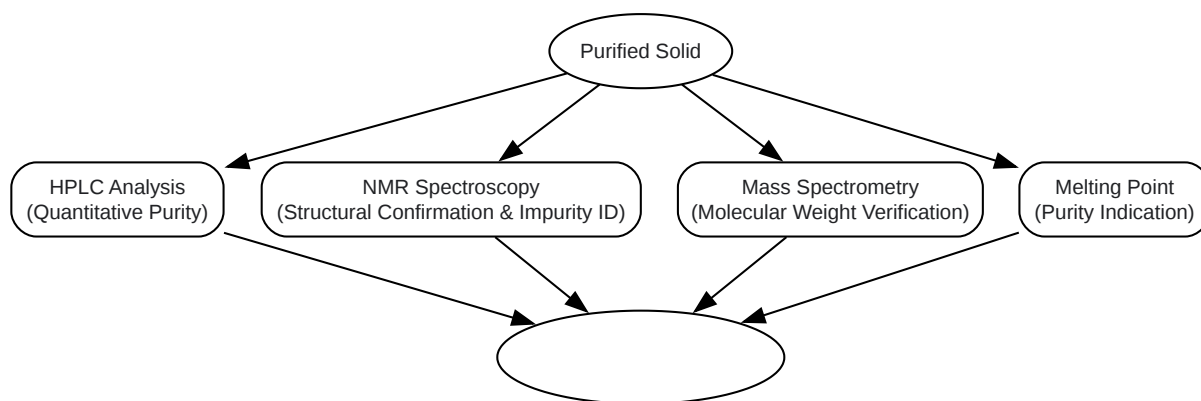 Purified Solid
HPLC Analysis
(Quantitative Purity)
NMR Spectroscopy
(Structural Confirmation & Impurity ID)
Mass Spectrometry
(Molecular Weight Verification)
Melting Point
(Purity Indication)